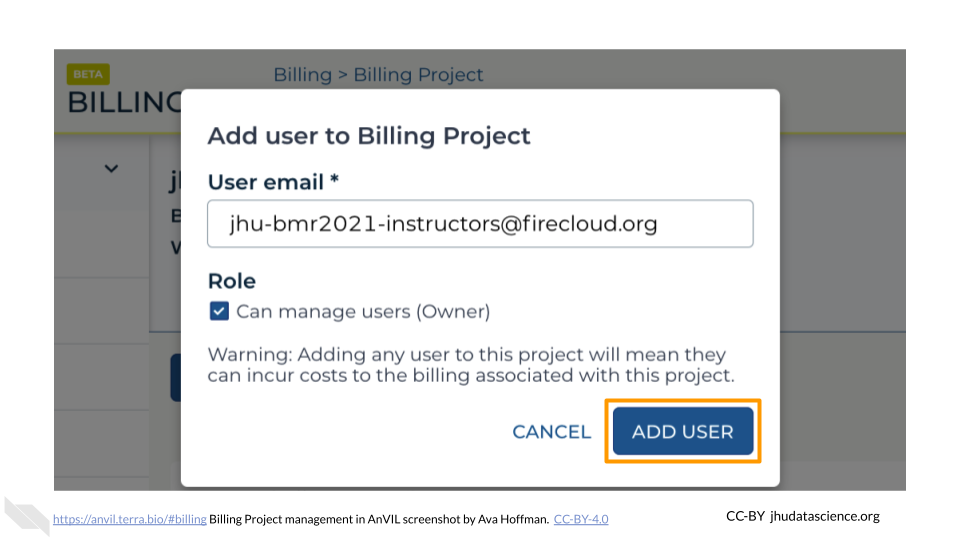 BETA
Billing > Billing Project
BILLING
Add user to Billing Project
User email *
jhu-bmr2021-instructors@firecloud.org
Role
Can manage users (Owner)
Warning: Adding any user to this project will mean they
can incur costs to the billing associated with this project.
CANCEL
ADD USER
https://anvil.terra.bio/#billing Billing Project management in AnVIL screenshot by Ava Hoffman. CC-BY-4.0
CC-BY jhudatascience.org